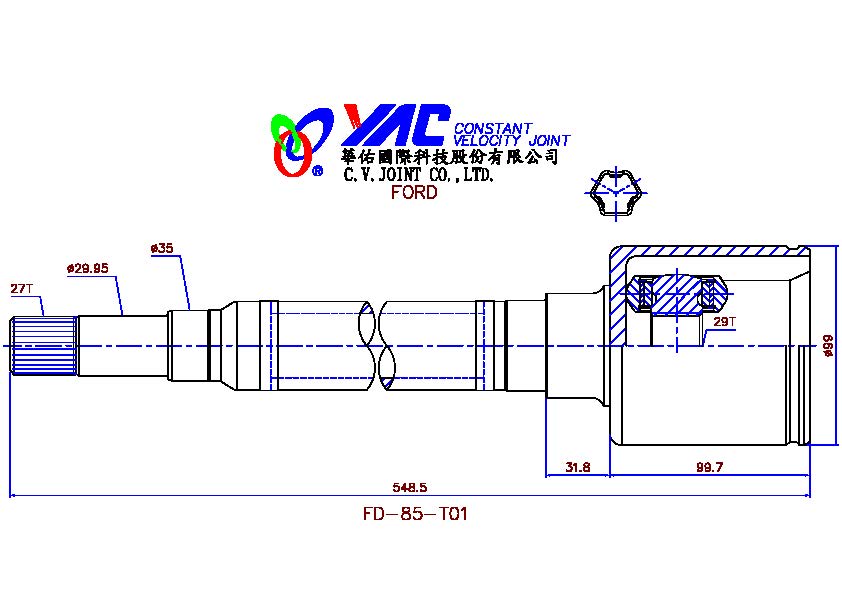 YAC CONSTANT
VELOCITY JOINT
®
華佑國際科技股份有限公司
C.V.JOINT CO.,LTD.
FORD
ø35
ø29.95
27T
29T
ø99
31.8
99.7
548.5
FD-85-T01